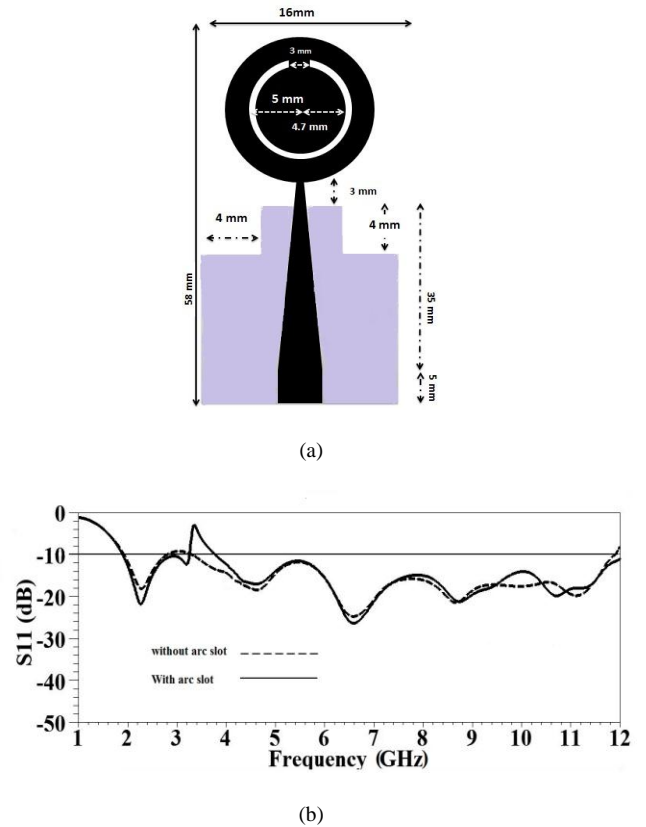 16mm
3 mm
5 mm
4.7 mm
3 mm
4 mm
4 mm
58 mm
35 mm
5 mm
(a)
0
-10
-20
-30
-40
-50
S11 (dB)
without arc slot
With arc slot
1 2 3 4 5 6 7 8 9 10 11 12
Frequency (GHz)
(b)